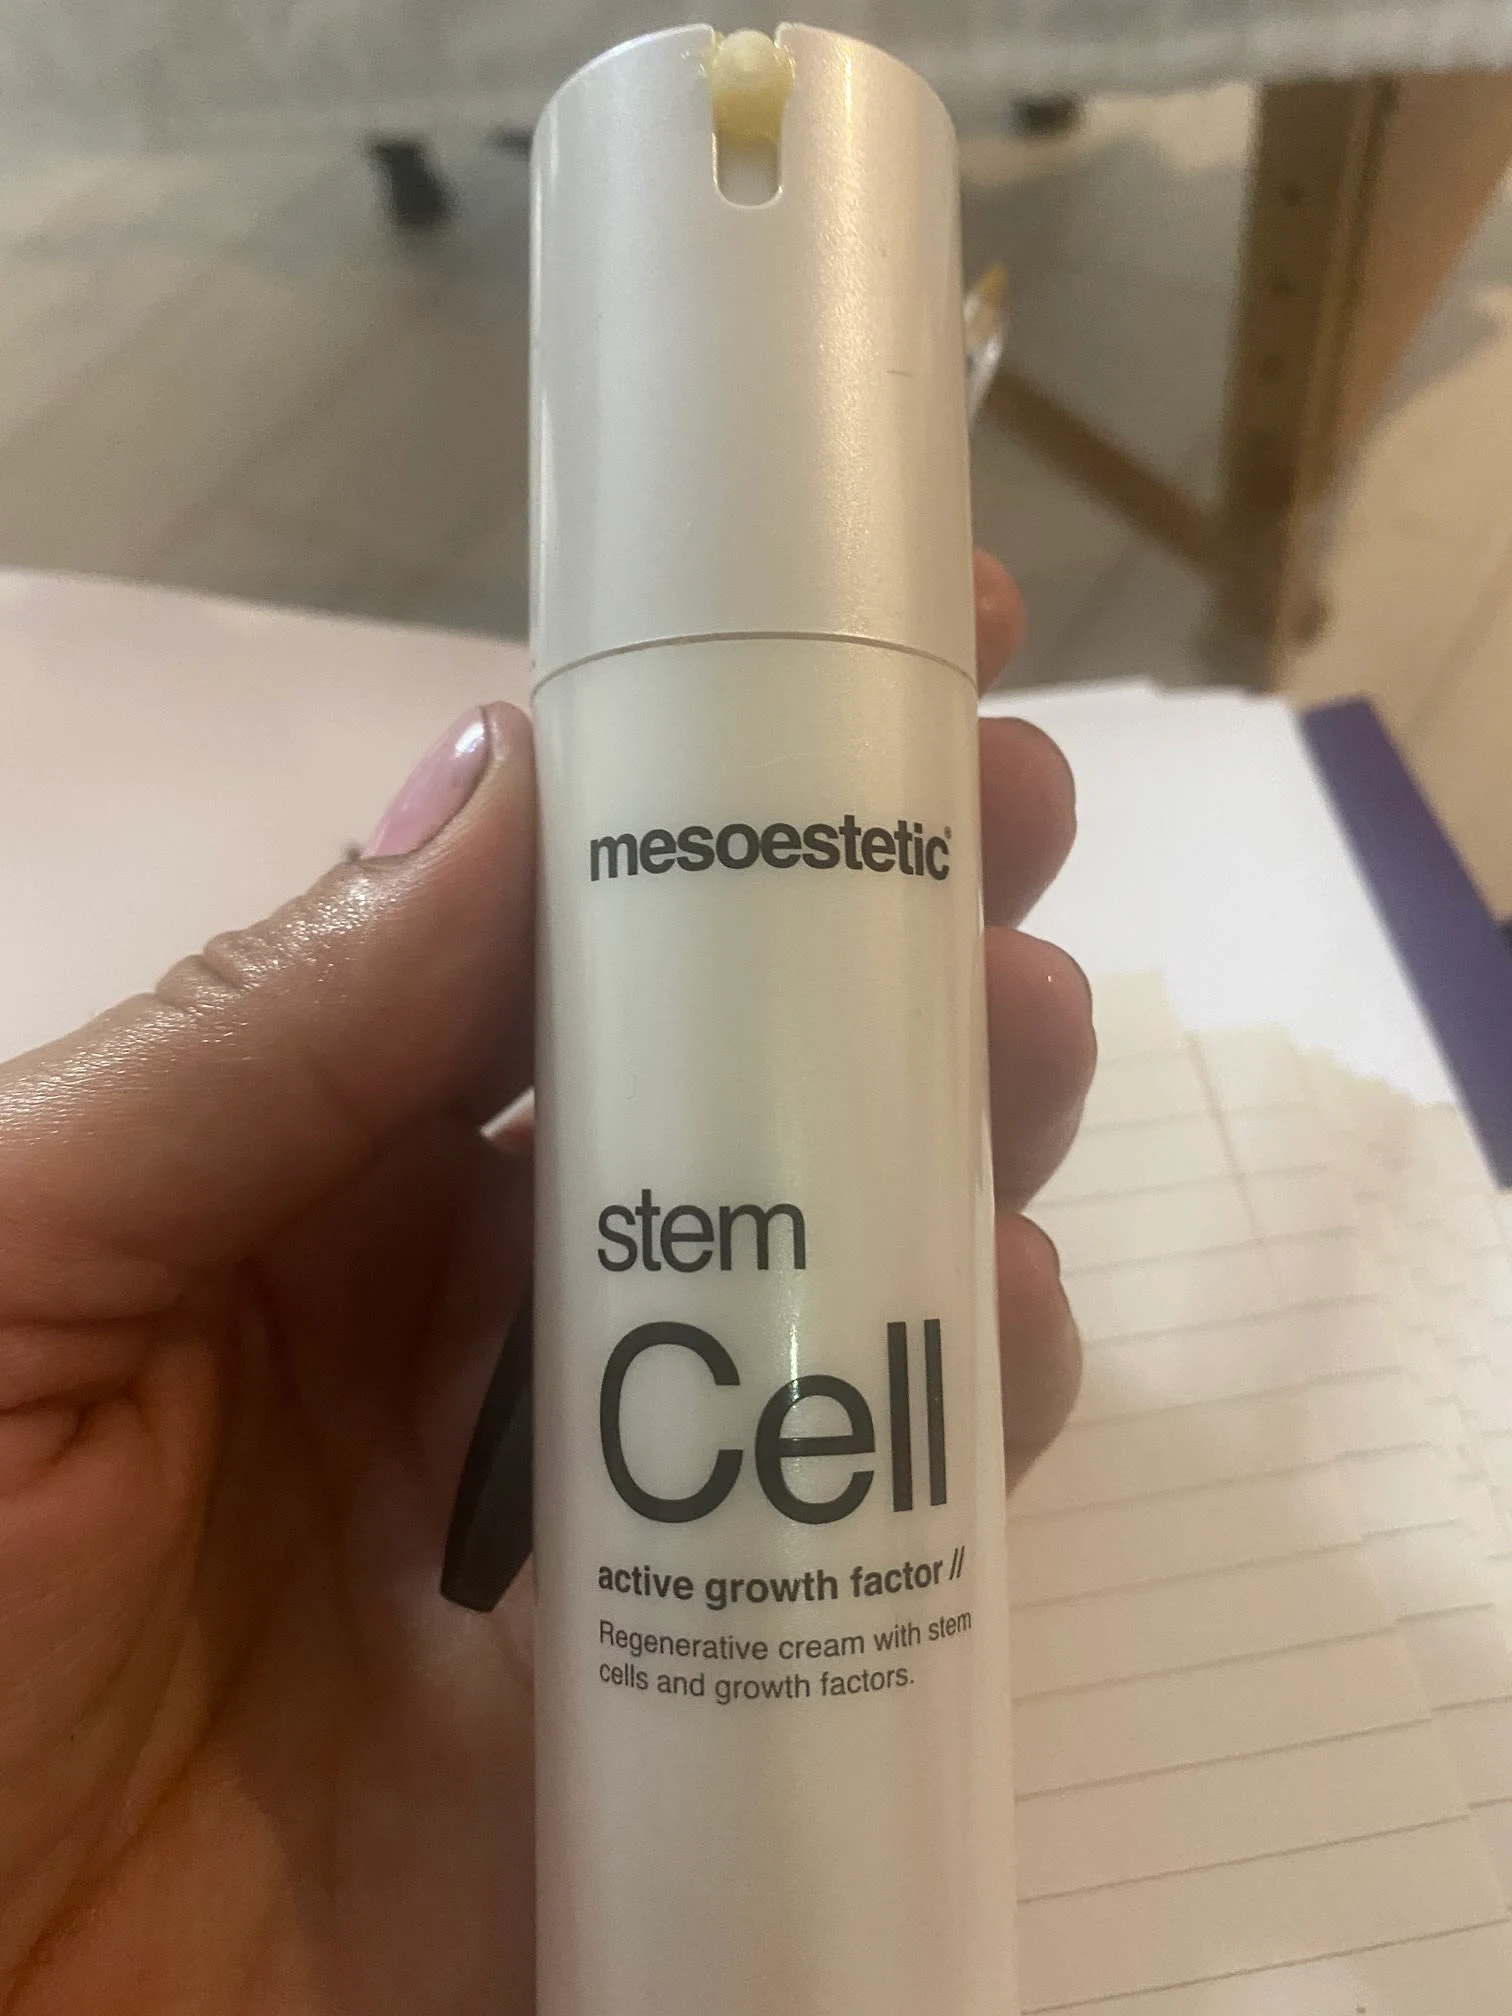 mesoestetic®
stem
Cell
active growth factor //
Regenerative cream with stem
cells and growth factors.